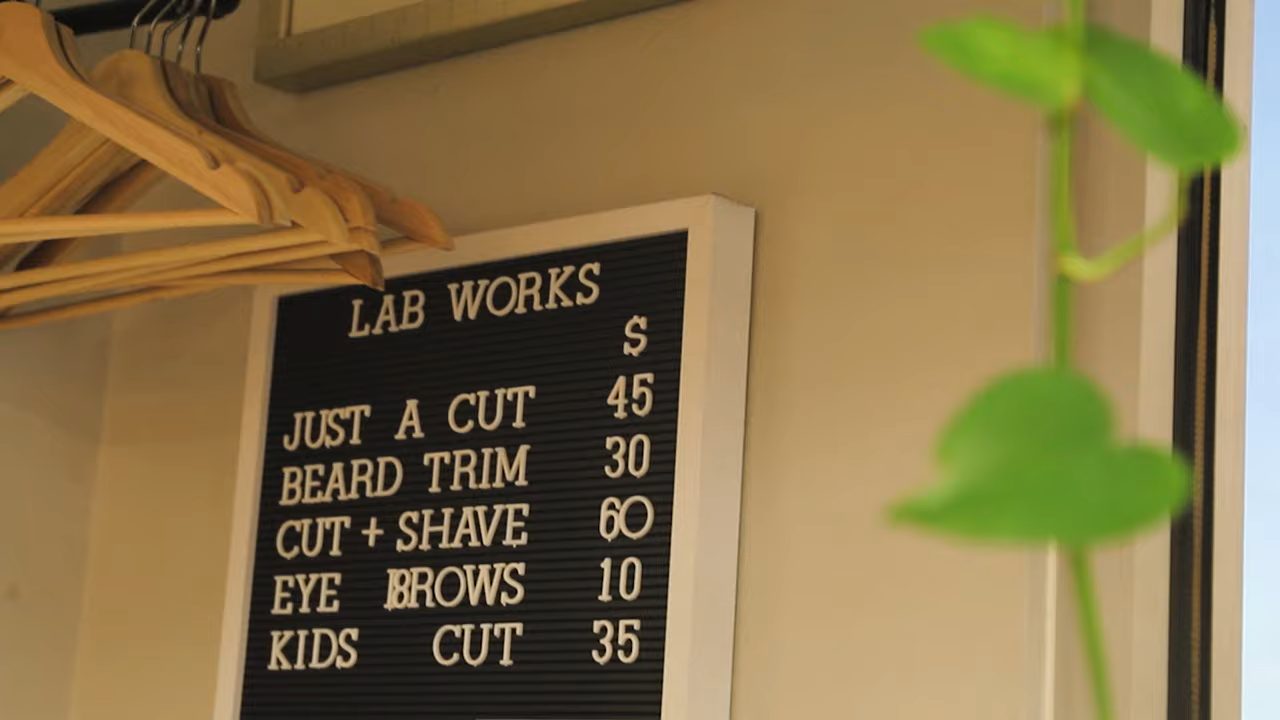 LAB WORKS
$
JUST A CUT 45
BEARD TRIM 30
CUT + SHAVE 60
EYE BROWS 10
KIDS CUT 35